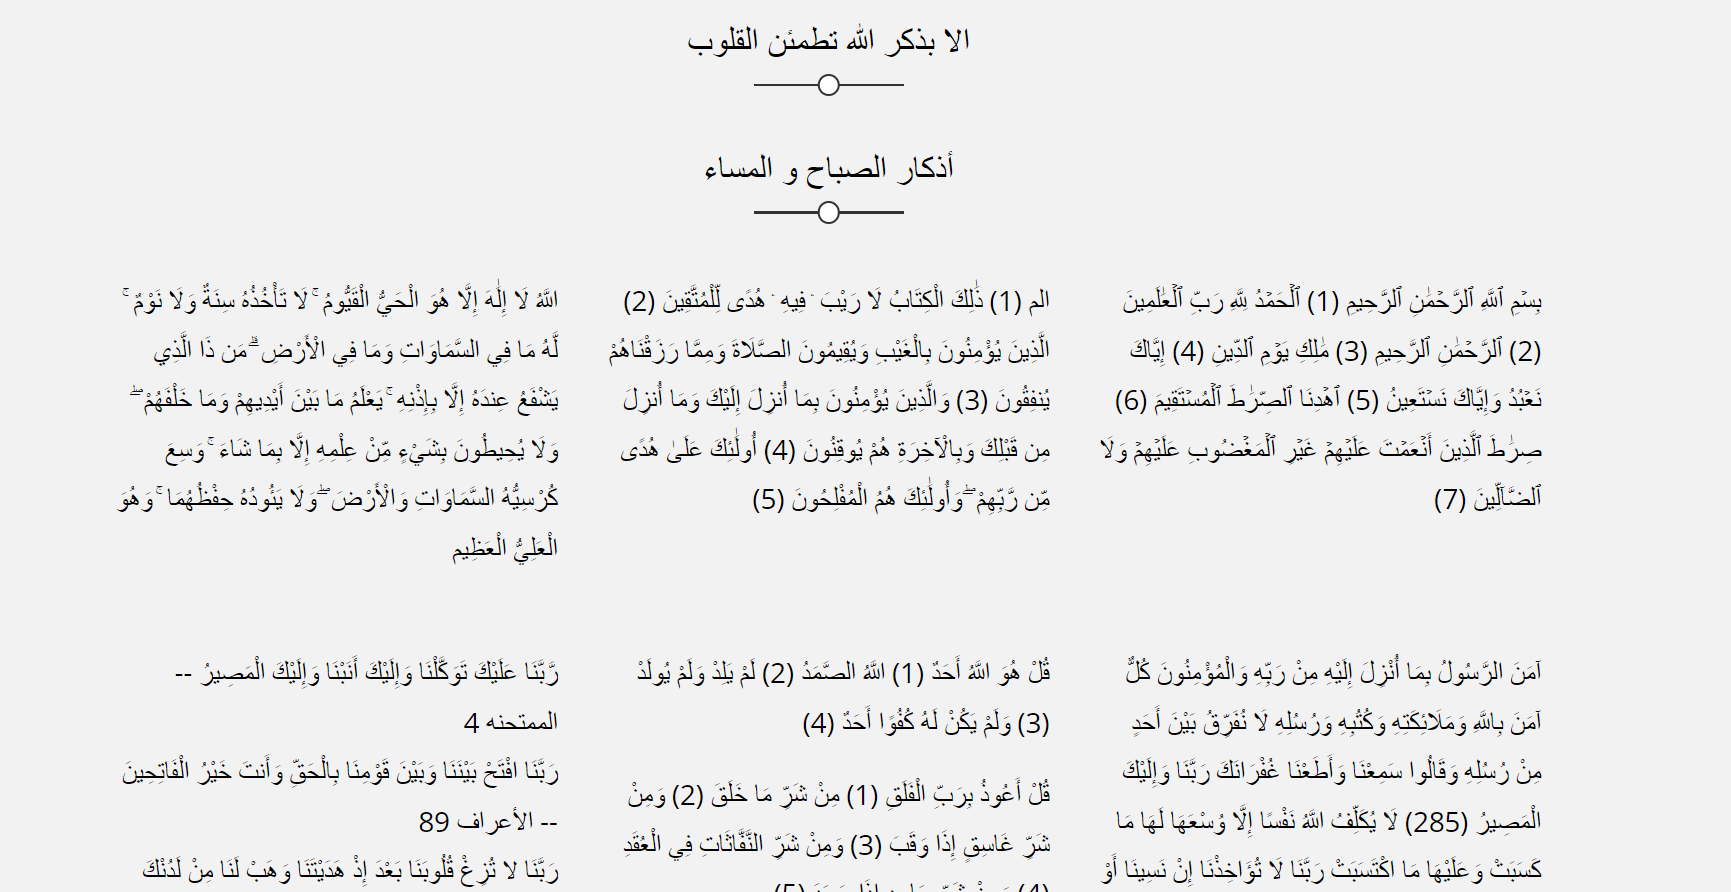 الا بذكر الله تطمئن القلوب
أذكار الصباح و المساء
بِسۡمِ ٱللَّهِ ٱلرَّحۡمَٰنِ ٱلرَّحِيمِ (1) ٱلۡحَمۡدُ لِلَّهِ رَبِّ ٱلۡعَٰلَمِينَ
(2) ٱلرَّحۡمَٰنِ ٱلرَّحِيمِ (3) مَٰلِكِ يَوۡمِ ٱلدِّينِ (4) إِيَّاكَ
نَعۡبُدُ وَإِيَّاكَ نَسۡتَعِينُ (5) ٱهۡدِنَا ٱلصِّرَٰطَ ٱلۡمُسۡتَقِيمَ (6)
صِرَٰطَ ٱلَّذِينَ أَنۡعَمۡتَ عَلَيۡهِمۡ غَيۡرِ ٱلۡمَغۡضُوبِ عَلَيۡهِمۡ وَلَا
ٱلضَّآلِّينَ (7)
الم (1) ذَٰلِكَ الْكِتَابُ لَا رَيْبَ ۛ فِيهِ ۛ هُدًى لِّلْمُتَّقِينَ (2)
الَّذِينَ يُؤْمِنُونَ بِالْغَيْبِ وَيُقِيمُونَ الصَّلَاةَ وَمِمَّا رَزَقْنَاهُمْ
يُنفِقُونَ (3) وَالَّذِينَ يُؤْمِنُونَ بِمَا أُنزِلَ إِلَيْكَ وَمَا أُنزِلَ
مِن قَبْلِكَ وَبِالْآخِرَةِ هُمْ يُوقِنُونَ (4) أُولَٰئِكَ عَلَىٰ هُدًى
مِّن رَّبِّهِمْ ۖ وَأُولَٰئِكَ هُمُ الْمُفْلِحُونَ (5)
اللَّهُ لَا إِلَٰهَ إِلَّا هُوَ الْحَيُّ الْقَيُّومُ ۚ لَا تَأْخُذُهُ سِنَةٌ وَلَا نَوْمٌ ۚ
لَّهُ مَا فِي السَّمَاوَاتِ وَمَا فِي الْأَرْضِ ۗ مَن ذَا الَّذِي
يَشْفَعُ عِندَهُ إِلَّا بِإِذْنِهِ ۚ يَعْلَمُ مَا بَيْنَ أَيْدِيهِمْ وَمَا خَلْفَهُمْ ۖ
وَلَا يُحِيطُونَ بِشَيْءٍ مِّنْ عِلْمِهِ إِلَّا بِمَا شَاءَ ۚ وَسِعَ
كُرْسِيُّهُ السَّمَاوَاتِ وَالْأَرْضَ ۖ وَلَا يَئُودُهُ حِفْظُهُمَا ۚ وَهُوَ
الْعَلِيُّ الْعَظِيم
آمَنَ الرَّسُولُ بِمَا أُنْزِلَ إِلَيْهِ مِنْ رَبِّهِ وَالْمُؤْمِنُونَ كُلٌّ
آمَنَ بِاللَّهِ وَمَلَائِكَتِهِ وَكُتُبِهِ وَرُسُلِهِ لَا نُفَرِّقُ بَيْنَ أَحَدٍ
مِنْ رُسُلِهِ وَقَالُوا سَمِعْنَا وَأَطَعْنَا غُفْرَانَكَ رَبَّنَا وَإِلَيْكَ
الْمَصِيرُ (285) لَا يُكَلِّفُ اللَّهُ نَفْسًا إِلَّا وُسْعَهَا لَهَا مَا
كَسَبَتْ وَعَلَيْهَا مَا اكْتَسَبَتْ رَبَّنَا لَا تُؤَاخِذْنَا إِنْ نَسِينَا أَوْ
قُلْ هُوَ اللَّهُ أَحَدٌ (1) اللَّهُ الصَّمَدُ (2) لَمْ يَلِدْ وَلَمْ يُولَدْ
(3) وَلَمْ يَكُنْ لَهُ كُفُوًا أَحَدٌ (4)
قُلْ أَعُوذُ بِرَبِّ الْفَلَقِ (1) مِنْ شَرِّ مَا خَلَقَ (2) وَمِنْ
شَرِّ غَاسِقٍ إِذَا وَقَبَ (3) وَمِنْ شَرِّ النَّفَّاثَاتِ فِي الْعُقَدِ
رَّبَّنَا عَلَيْكَ تَوَكَّلْنَا وَإِلَيْكَ أَنَبْنَا وَإِلَيْكَ الْمَصِيرُ --
الممتحنه 4
رَبَّنَا افْتَحْ بَيْنَنَا وَبَيْنَ قَوْمِنَا بِالْحَقِّ وَأَنتَ خَيْرُ الْفَاتِحِينَ
-- الأعراف 89
رَبَّنَا لا تُزِغْ قُلُوبَنَا بَعْدَ إِذْ هَدَيْتَنَا وَهَبْ لَنَا مِنْ لَدُنْكَ